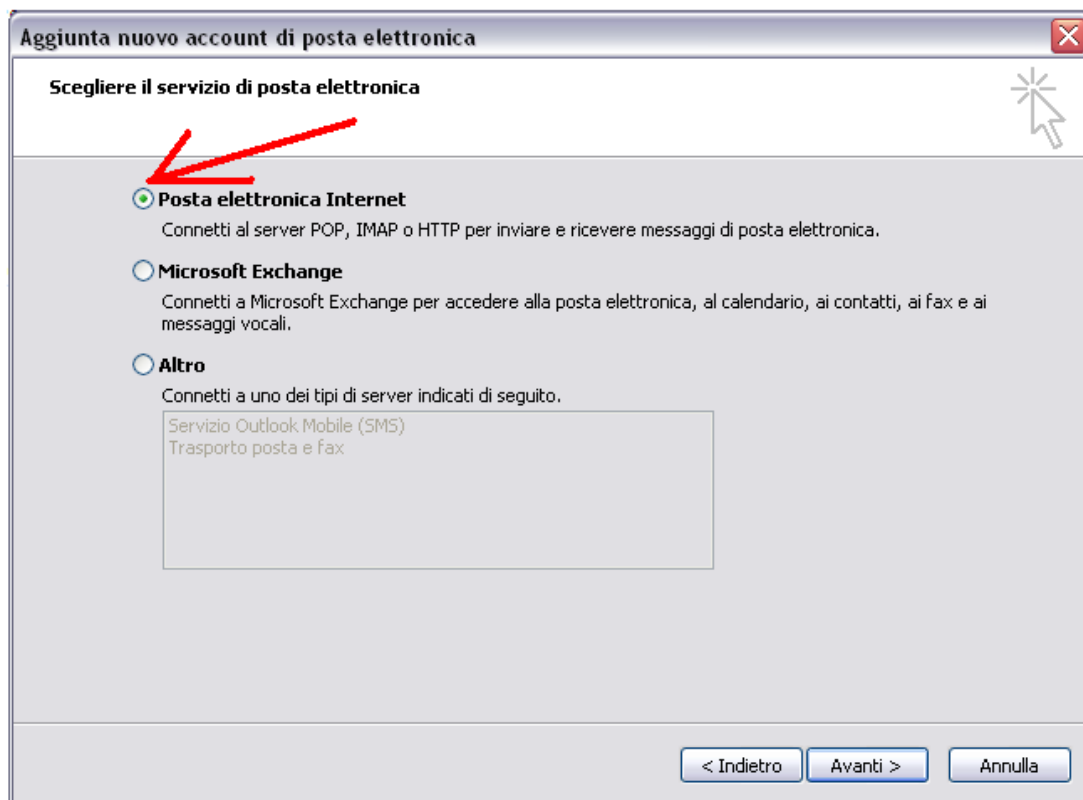 Aggiunta nuovo account di posta elettronica
Scegliere il servizio di posta elettronica
Posta elettronica Internet
Connetti al server POP, IMAP o HTTP per inviare e ricevere messaggi di posta elettronica.
Microsoft Exchange
Connetti a Microsoft Exchange per accedere alla posta elettronica, al calendario, ai contatti, ai fax e ai
messaggi vocali.
Altro
Connetti a uno dei tipi di server indicati di seguito.
Servizio Outlook Mobile (SMS)
Trasporto posta e fax
< Indietro Avanti > Annulla